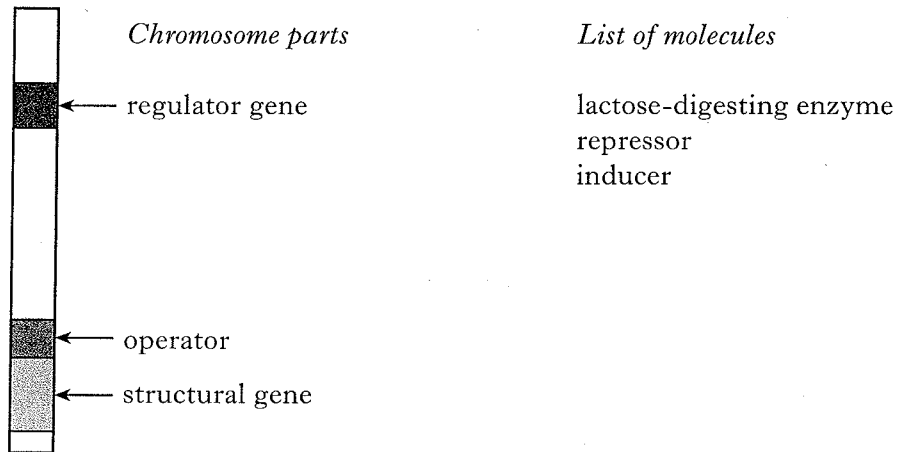 Chromosome parts
List of molecules
regulator gene
lactose-digesting enzyme
repressor
inducer
operator
structural gene